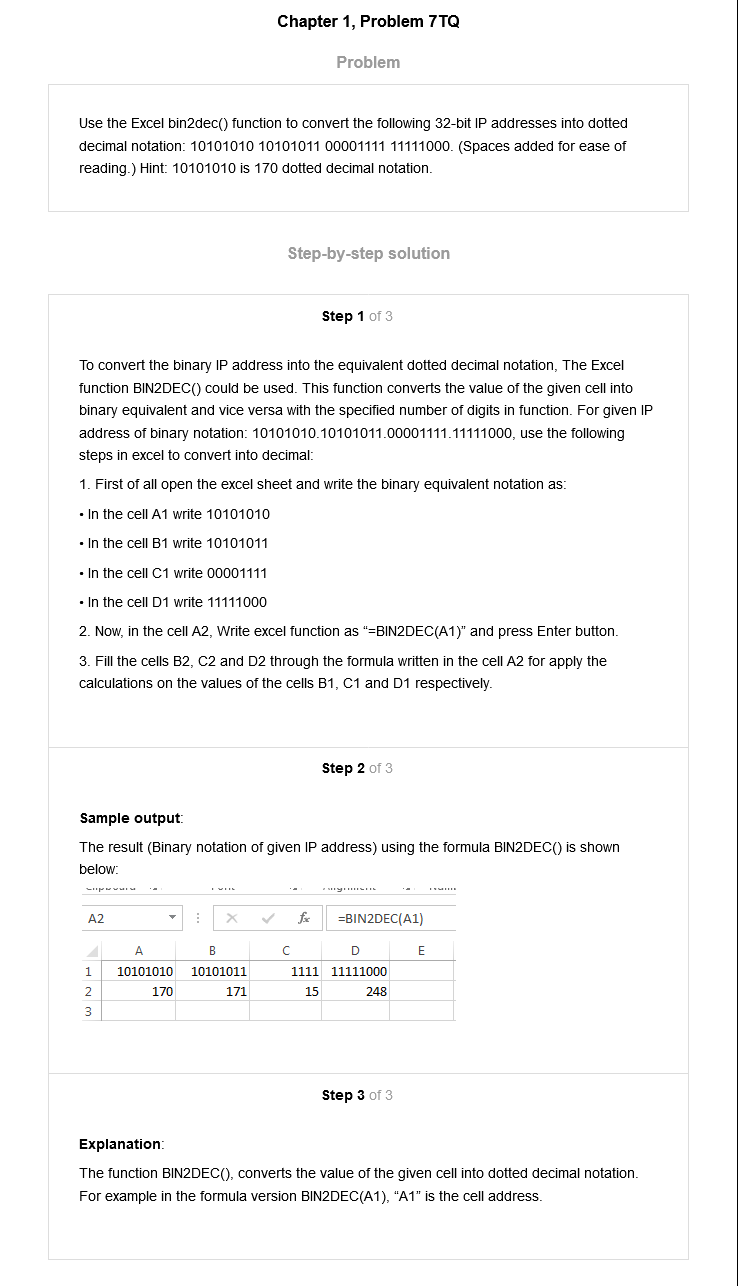 Chapter 1, Problem 7TQ
Problem
Use the Excel bin2dec() function to convert the following 32-bit IP addresses into dotted
decimal notation: 10101010 10101011 00001111 11111000. (Spaces added for ease of
reading.) Hint: 10101010 is 170 dotted decimal notation.
Step-by-step solution
Step 1 of 3
To convert the binary IP address into the equivalent dotted decimal notation, The Excel
function BIN2DEC() could be used. This function converts the value of the given cell into
binary equivalent and vice versa with the specified number of digits in function. For given IP
address of binary notation: 10101010.10101011.00001111.11111000, use the following
steps in excel to convert into decimal:
1. First of all open the excel sheet and write the binary equivalent notation as:
• In the cell A1 write 10101010
• In the cell B1 write 10101011
• In the cell C1 write 00001111
• In the cell D1 write 11111000
2. Now, in the cell A2, Write excel function as “=BIN2DEC(A1)” and press Enter button.
3. Fill the cells B2, C2 and D2 through the formula written in the cell A2 for apply the
calculations on the values of the cells B1, C1 and D1 respectively.
Step 2 of 3
Sample output:
The result (Binary notation of given IP address) using the formula BIN2DEC() is shown
below:
A2 fx =BIN2DEC(A1)
A B C D E
1 10101010 10101011 1111 11111000
2 170 171 15 248
3
Step 3 of 3
Explanation:
The function BIN2DEC(), converts the value of the given cell into dotted decimal notation.
For example in the formula version BIN2DEC(A1), “A1” is the cell address.